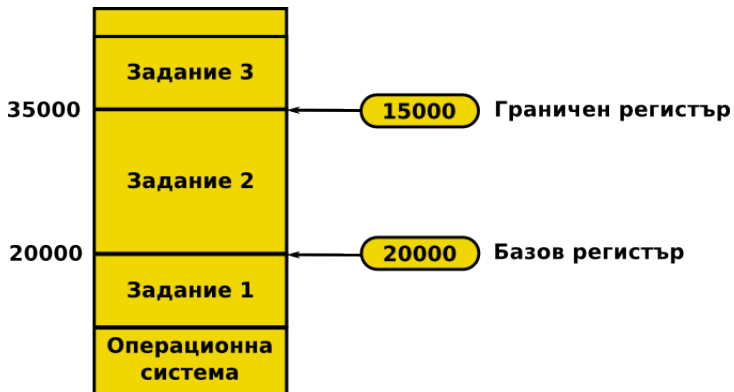 Задание 3
35000
15000
Граничен регистър
Задание 2
20000
20000
Базов регистър
Задание 1
Операционна
система